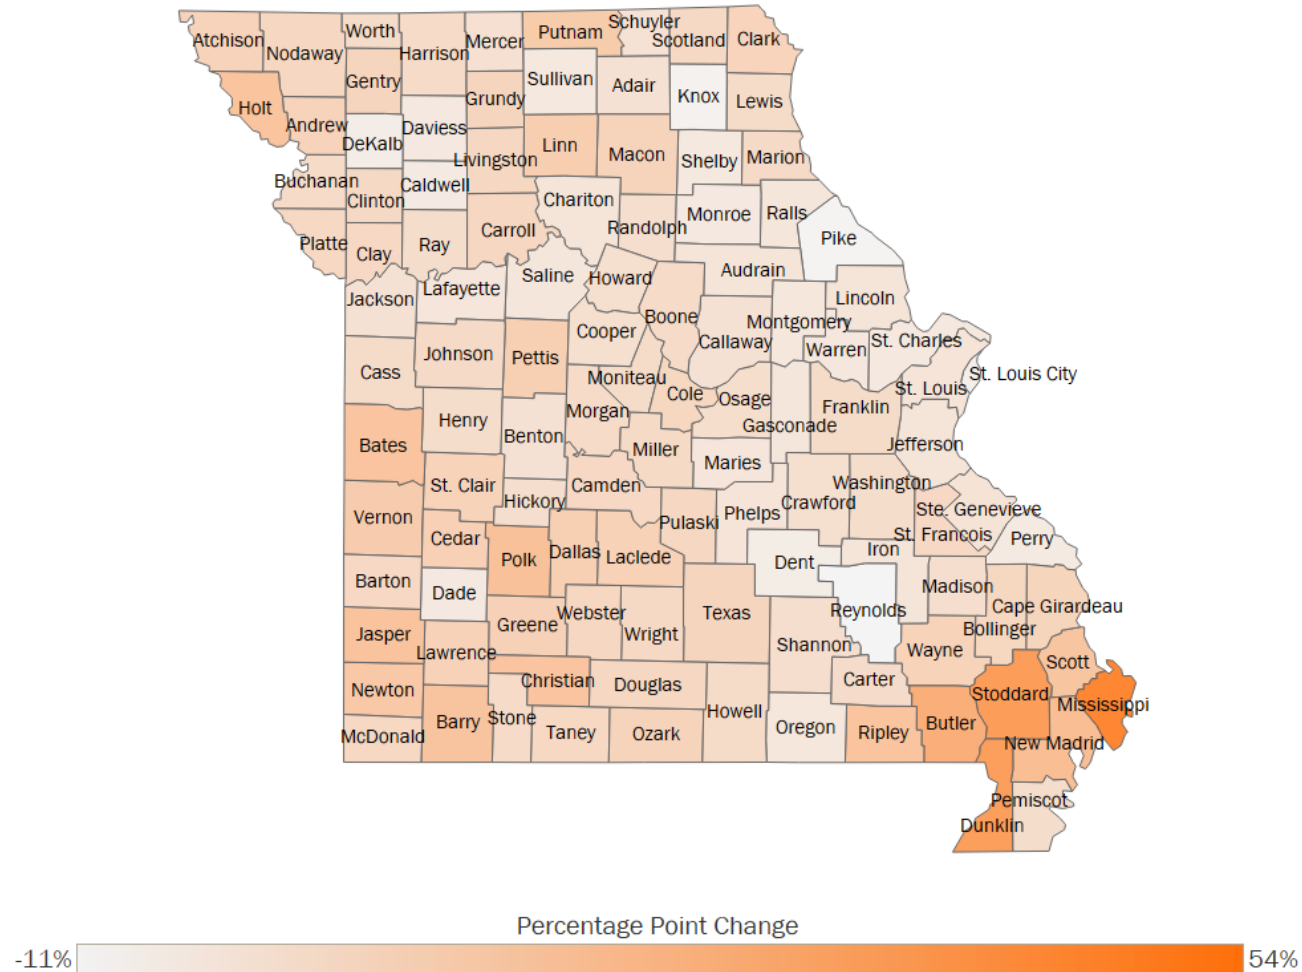 Schuyler
Worth
Putnam
Atchison
Nodaway
Harrison
Mercer
Scotland
Clark
Gentry
Sullivan
Adair
Knox
Grundy
Lewis
Holt
Andrew
DeKalb
Daviess
Linn
Macon
Livingston
Shelby
Marion
Buchanan
Caldwell
Clinton
Chariton
Randolph
Monroe
Ralls
Platte
Clay
Ray
Carroll
Pike
Audrain
Saline
Howard
Lafayette
Jackson
Lincoln
Boone
Montgomery
Cooper
Callaway
Warren
St. Charles
Johnson
Pettis
Cass
Moniteau
St. Louis City
St. Louis
Cole
Osage
Morgan
Franklin
Henry
Gasconade
Benton
Bates
Miller
Jefferson
Maries
St. Clair
Camden
Washington
Hickory
Crawford
Vernon
Pulaski
Phelps
Ste. Genevieve
St. Francois
Perry
Cedar
Polk
Dallas
Laclede
Iron
Dent
Barton
Dade
Madison
Reynolds
Cape Girardeau
Webster
Texas
Greene
Jasper
Wright
Bollinger
Lawrence
Shannon
Wayne
Scott
Christian
Douglas
Carter
Newton
Stoddard
Mississippi
Howell
Barry
Stone
Butler
McDonald
Taney
Ozark
Oregon
Ripley
New Madrid
Pemiscot
Dunklin
Percentage Point Change
-11%
54%